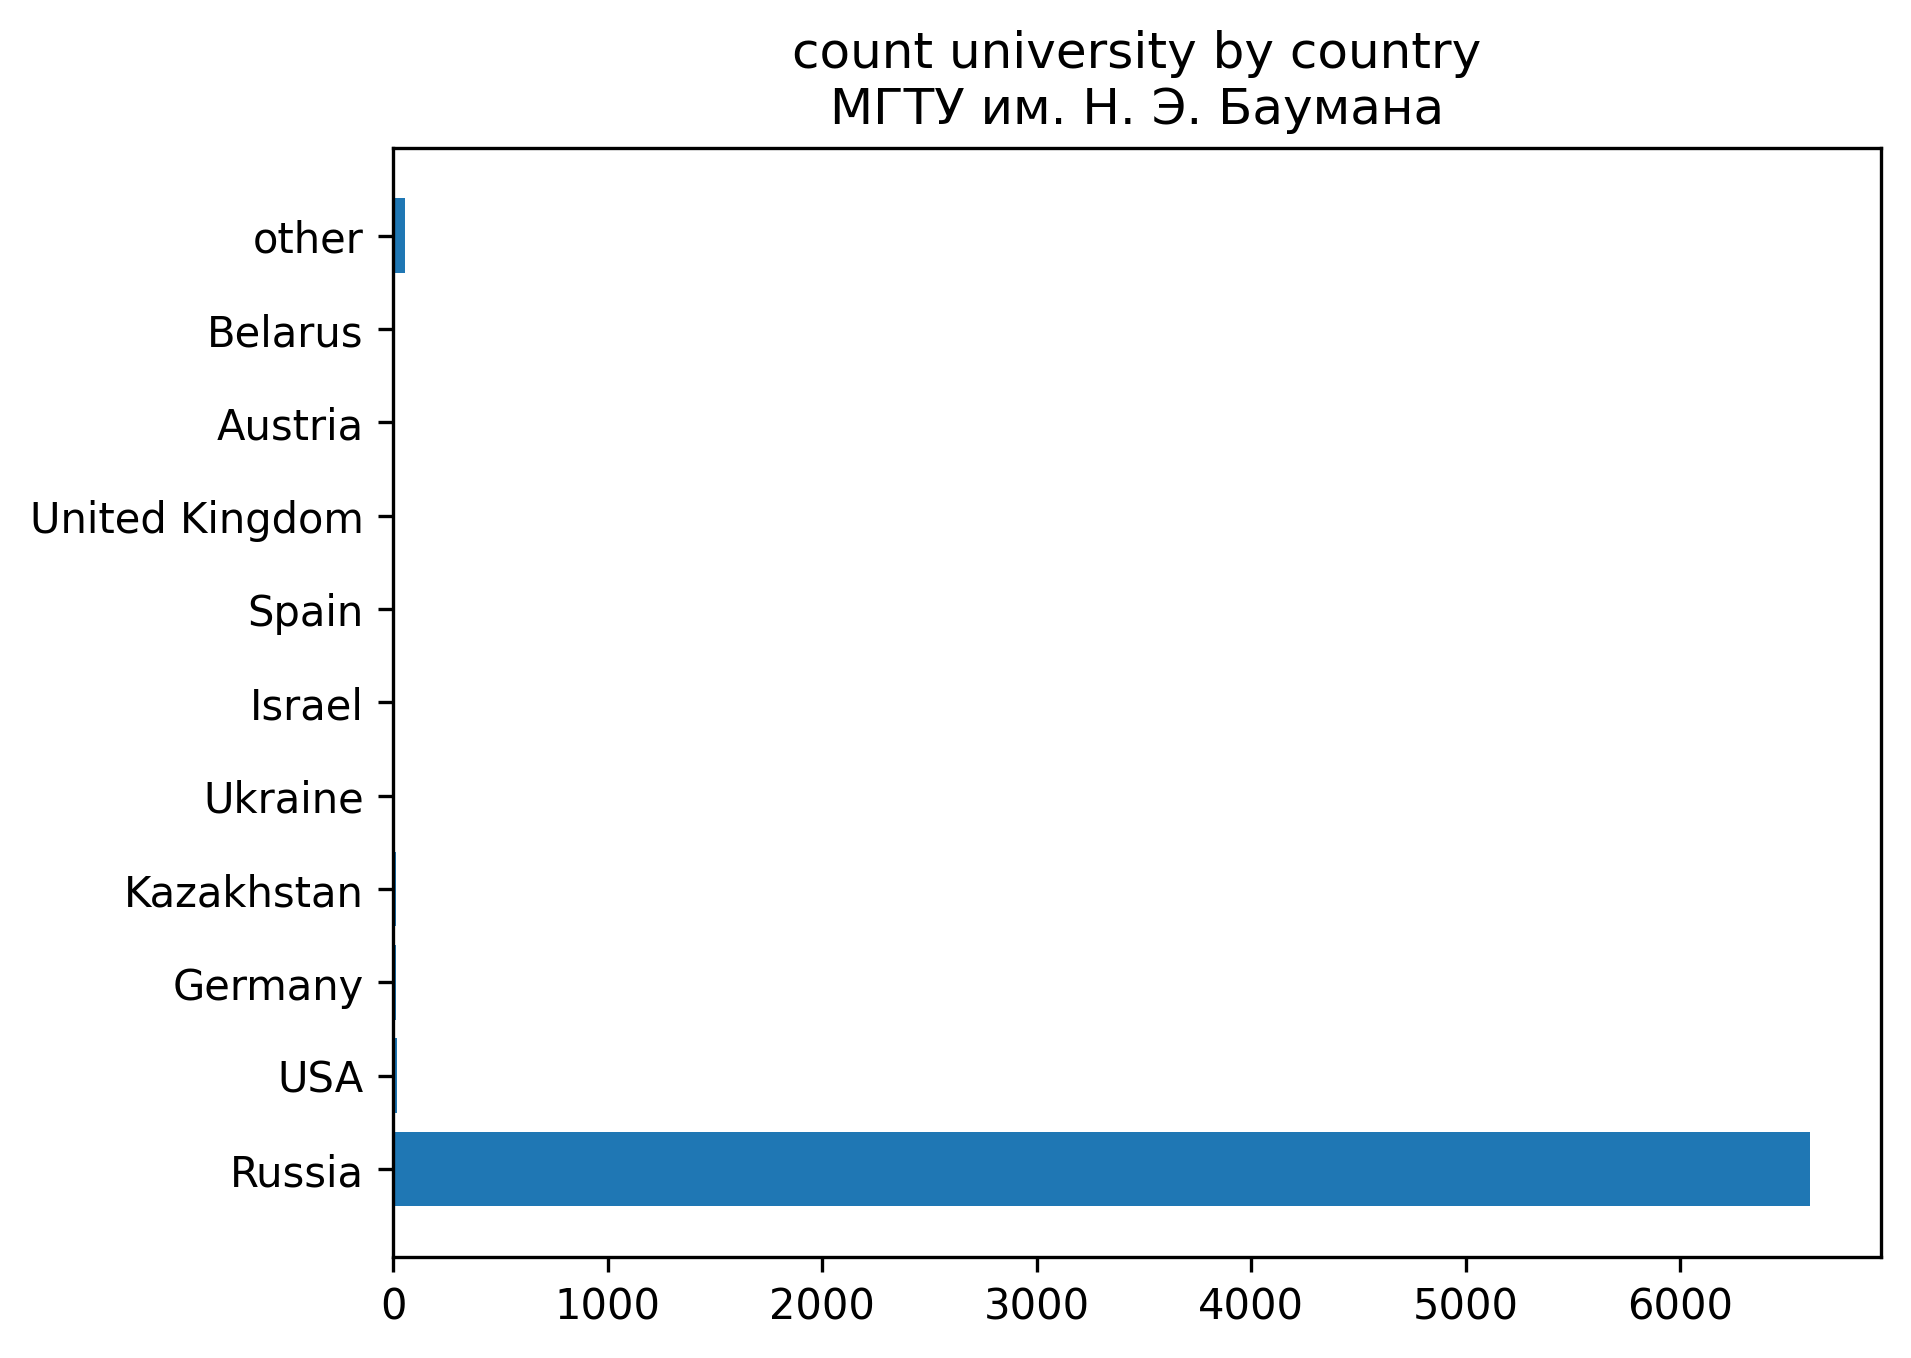 count university by country
МГТУ им. Н. Э. Баумана
other
Belarus
Austria
United Kingdom
Spain
Israel
Ukraine
Kazakhstan
Germany
USA
Russia
0 1000 2000 3000 4000 5000 6000